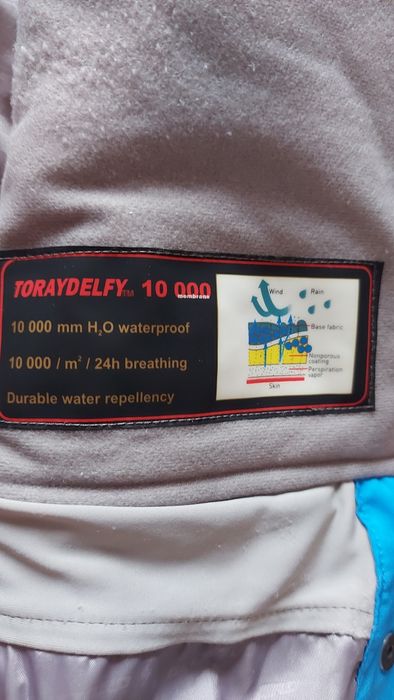 TORAYDELFY™ 10 000
membrane
10 000 mm H₂O waterproof
10 000 / m² / 24h breathing
Durable water repellency
Wind
Rain
Base fabric
Nonporous
coating
Perspiration
vapor
Skin